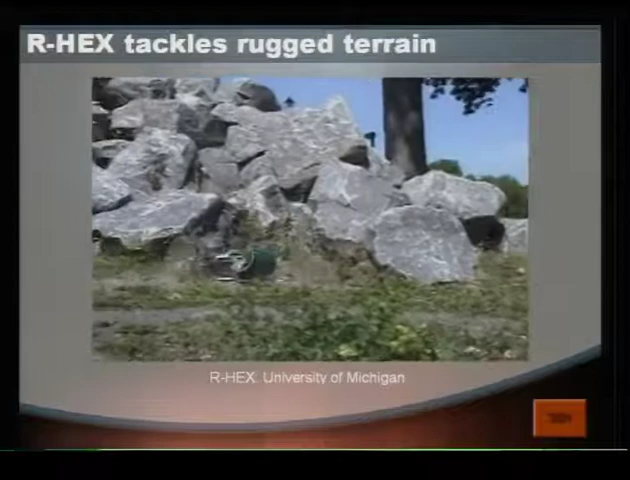 R-HEX tackles rugged terrain
R-HEX: University of Michigan